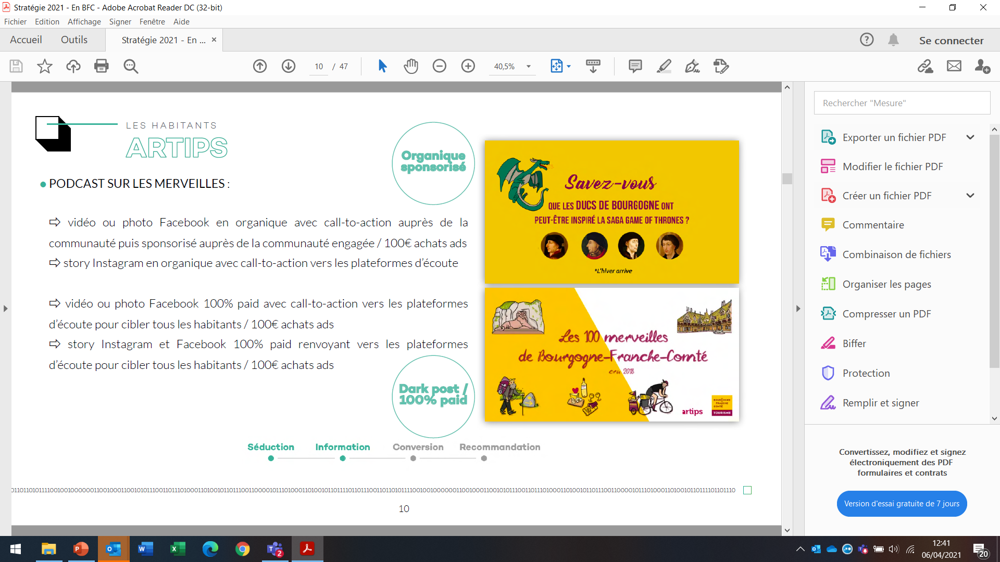 Stratégie 2021 - En BFC - Adobe Acrobat Reader DC (32-bit)
Fichier Edition Affichage Signer Fenêtre Aide
Accueil Outils Stratégie 2021 - En ... × Se connecter
10 / 47 40,5%
LES HABITANTS
ARTIPS
PODCAST SUR LES MERVEILLES :
⇨ vidéo ou photo Facebook en organique avec call-to-action auprès de la
communauté puis sponsorisé auprès de la communauté engagée / 100€ achats ads
⇨ story Instagram en organique avec call-to-action vers les plateformes d'écoute
⇨ vidéo ou photo Facebook 100% paid avec call-to-action vers les plateformes
d'écoute pour cibler tous les habitants / 100€ achats ads
⇨ story Instagram et Facebook 100% paid renvoyant vers les plateformes
d'écoute pour cibler tous les habitants / 100€ achats ads
Organique
sponsorisé
Dark post /
100% paid
Savez-vous
QUE LES DUCS DE BOURGOGNE ONT
PEUT-ÊTRE INSPIRÉ LA SAGA GAME OF THRONES ?
*L'hiver arrive
Les 100 merveilles
de Bourgogne-Franche-Comté
cru 2018
artips
BOURGOGNE
FRANCHE
COMTÉ
TOURISME
Séduction Information Conversion Recommandation
10
Rechercher "Mesure"
Exporter un fichier PDF
Modifier le fichier PDF
Créer un fichier PDF
Commentaire
Combinaison de fichiers
Organiser les pages
Compresser un PDF
Biffer
Protection
Remplir et signer
Convertissez, modifiez et signez
électroniquement des PDF
formulaires et contrats
Version d'essai gratuite de 7 jours
2
12:41
06/04/2021
20